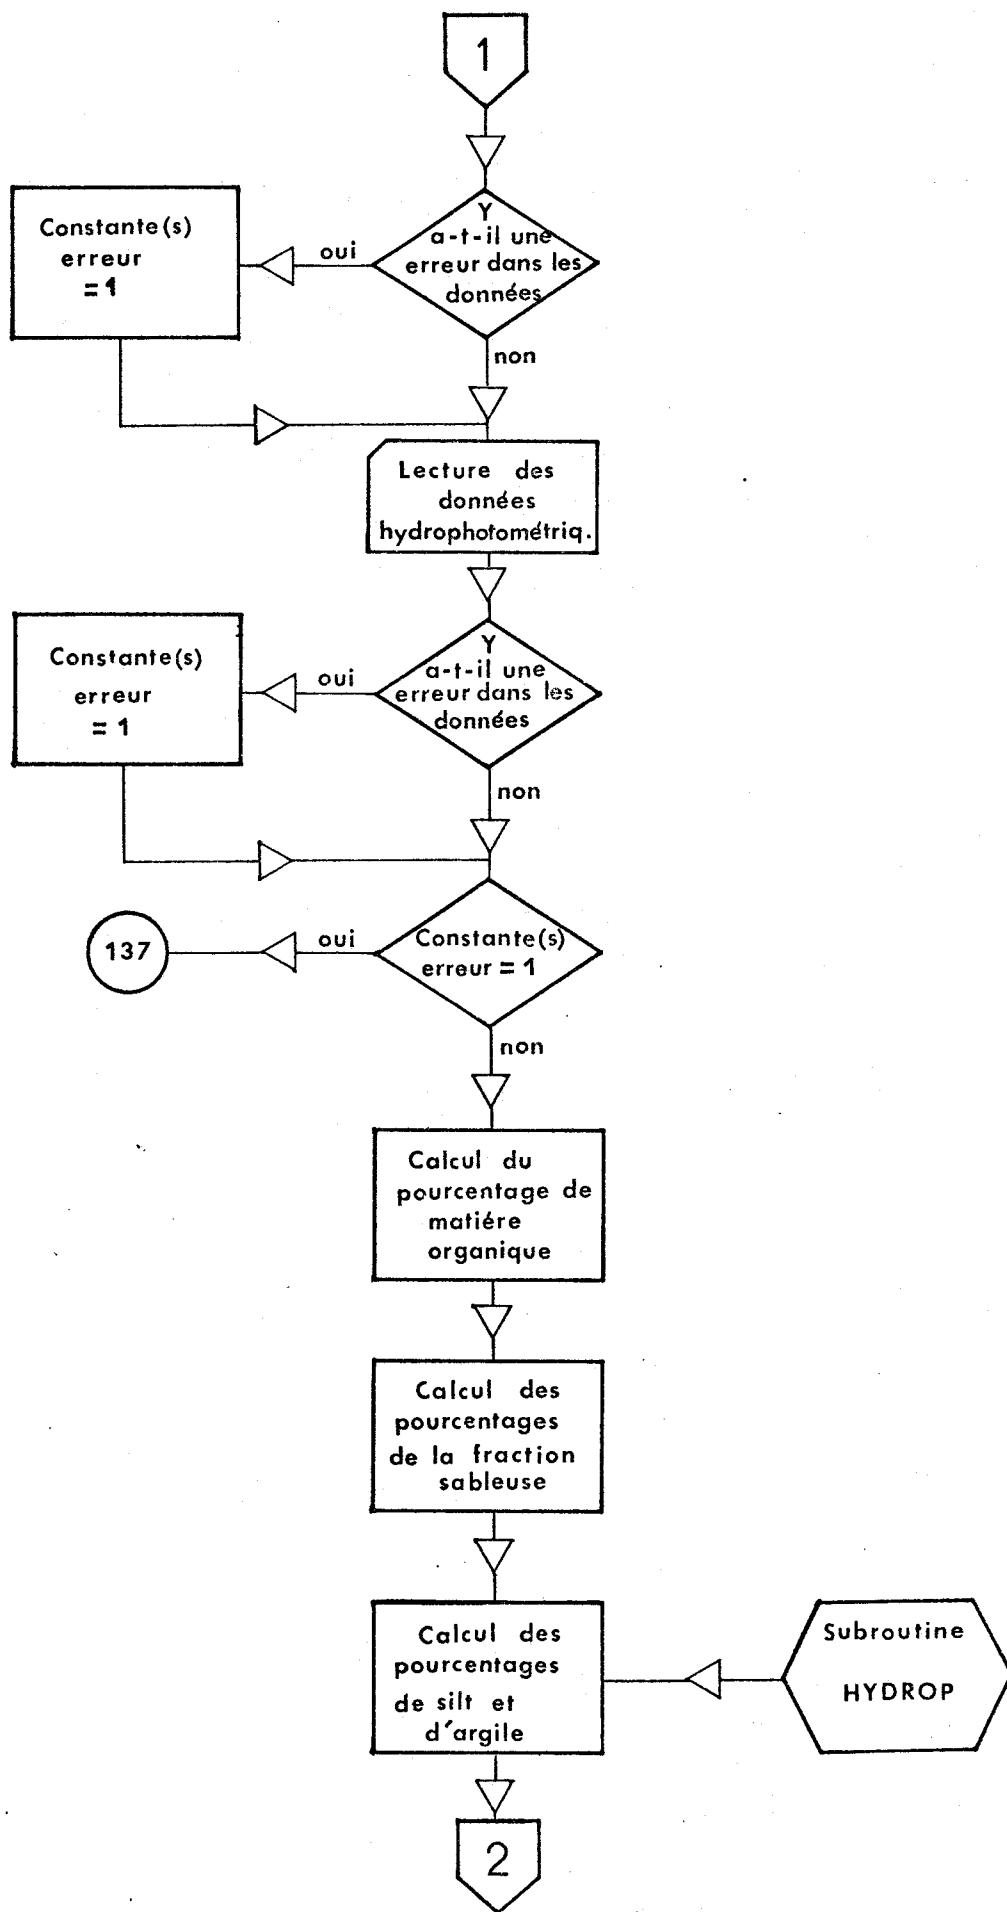 1
Y
a-t-il une
erreur dans les
données
oui
Constante(s)
erreur
= 1
non
Lecture des
données
hydrophotométriq.
Y
a-t-il une
erreur dans les
données
oui
Constante(s)
erreur
= 1
non
Constante(s)
erreur = 1
oui
137
non
Calcul du
pourcentage de
matiére
organique
Calcul des
pourcentages
de la fraction
sableuse
Calcul des
pourcentages
de silt et
d'argile
Subroutine
HYDROP
2